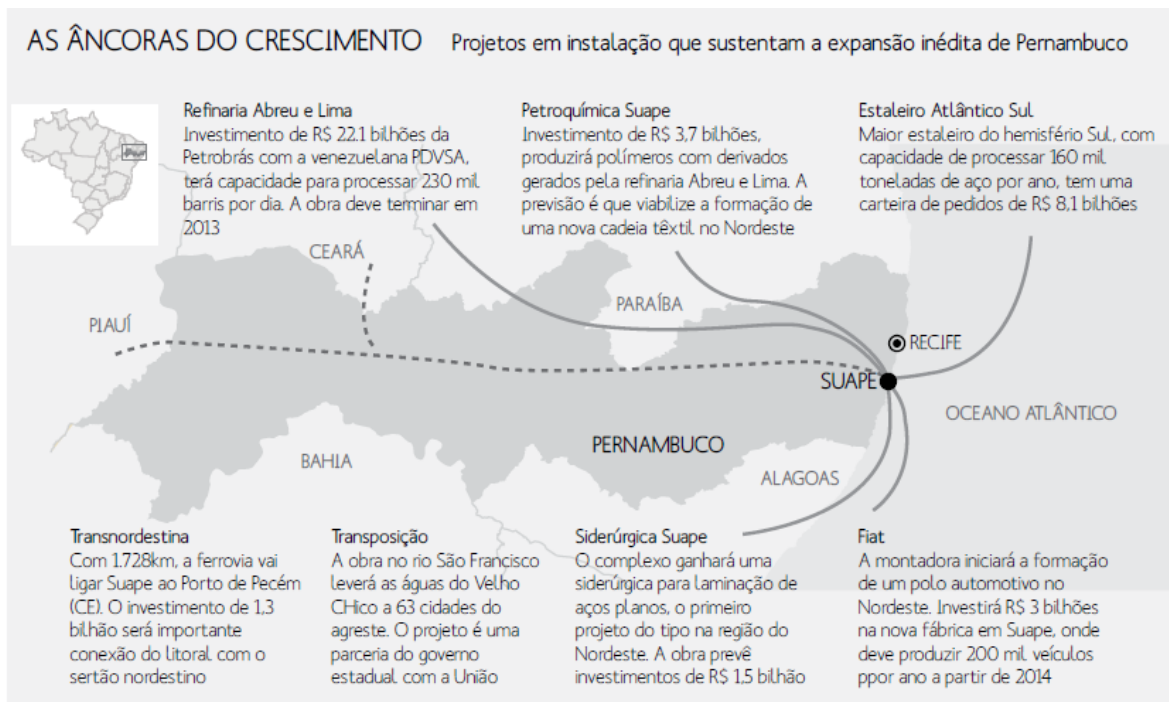 AS ÂNCORAS DO CRESCIMENTO Projetos em instalação que sustentam a expansão inédita de Pernambuco
Refinaria Abreu e Lima
Investimento de R$ 22,1 bilhões da
Petrobrás com a venezuelana PDVSA,
terá capacidade para processar 230 mil
barris por dia. A obra deve terminar em
2013
Petroquímica Suape
Investimento de R$ 3,7 bilhões,
produzirá polímeros com derivados
gerados pela refinaria Abreu e Lima. A
previsão é que viabilize a formação de
uma nova cadeia têxtil no Nordeste
Estaleiro Atlântico Sul
Maior estaleiro do hemisfério Sul, com
capacidade de processar 160 mil
toneladas de aço por ano, tem uma
carteira de pedidos de R$ 8,1 bilhões
CEARÁ
PIAUÍ
PARAÍBA
RECIFE
SUAPE
OCEANO ATLÂNTICO
PERNAMBUCO
BAHIA
ALAGOAS
Transnordestina
Com 1.728km, a ferrovia vai
ligar Suape ao Porto de Pecém
(CE). O investimento de 1,3
bilhão será importante
conexão do litoral com o
sertão nordestino
Transposição
A obra no rio São Francisco
leverá as águas do Velho
CHico a 63 cidades do
agreste. O projeto é uma
parceria do governo
estadual com a União
Siderúrgica Suape
O complexo ganhará uma
siderúrgica para laminação de
aços planos, o primeiro
projeto do tipo na região do
Nordeste. A obra prevê
investimentos de R$ 1,5 bilhão
Fiat
A montadora iniciará a formação
de um polo automotivo no
Nordeste. Investirá R$ 3 bilhões
na nova fábrica em Suape, onde
deve produzir 200 mil veículos
ppor ano a partir de 2014